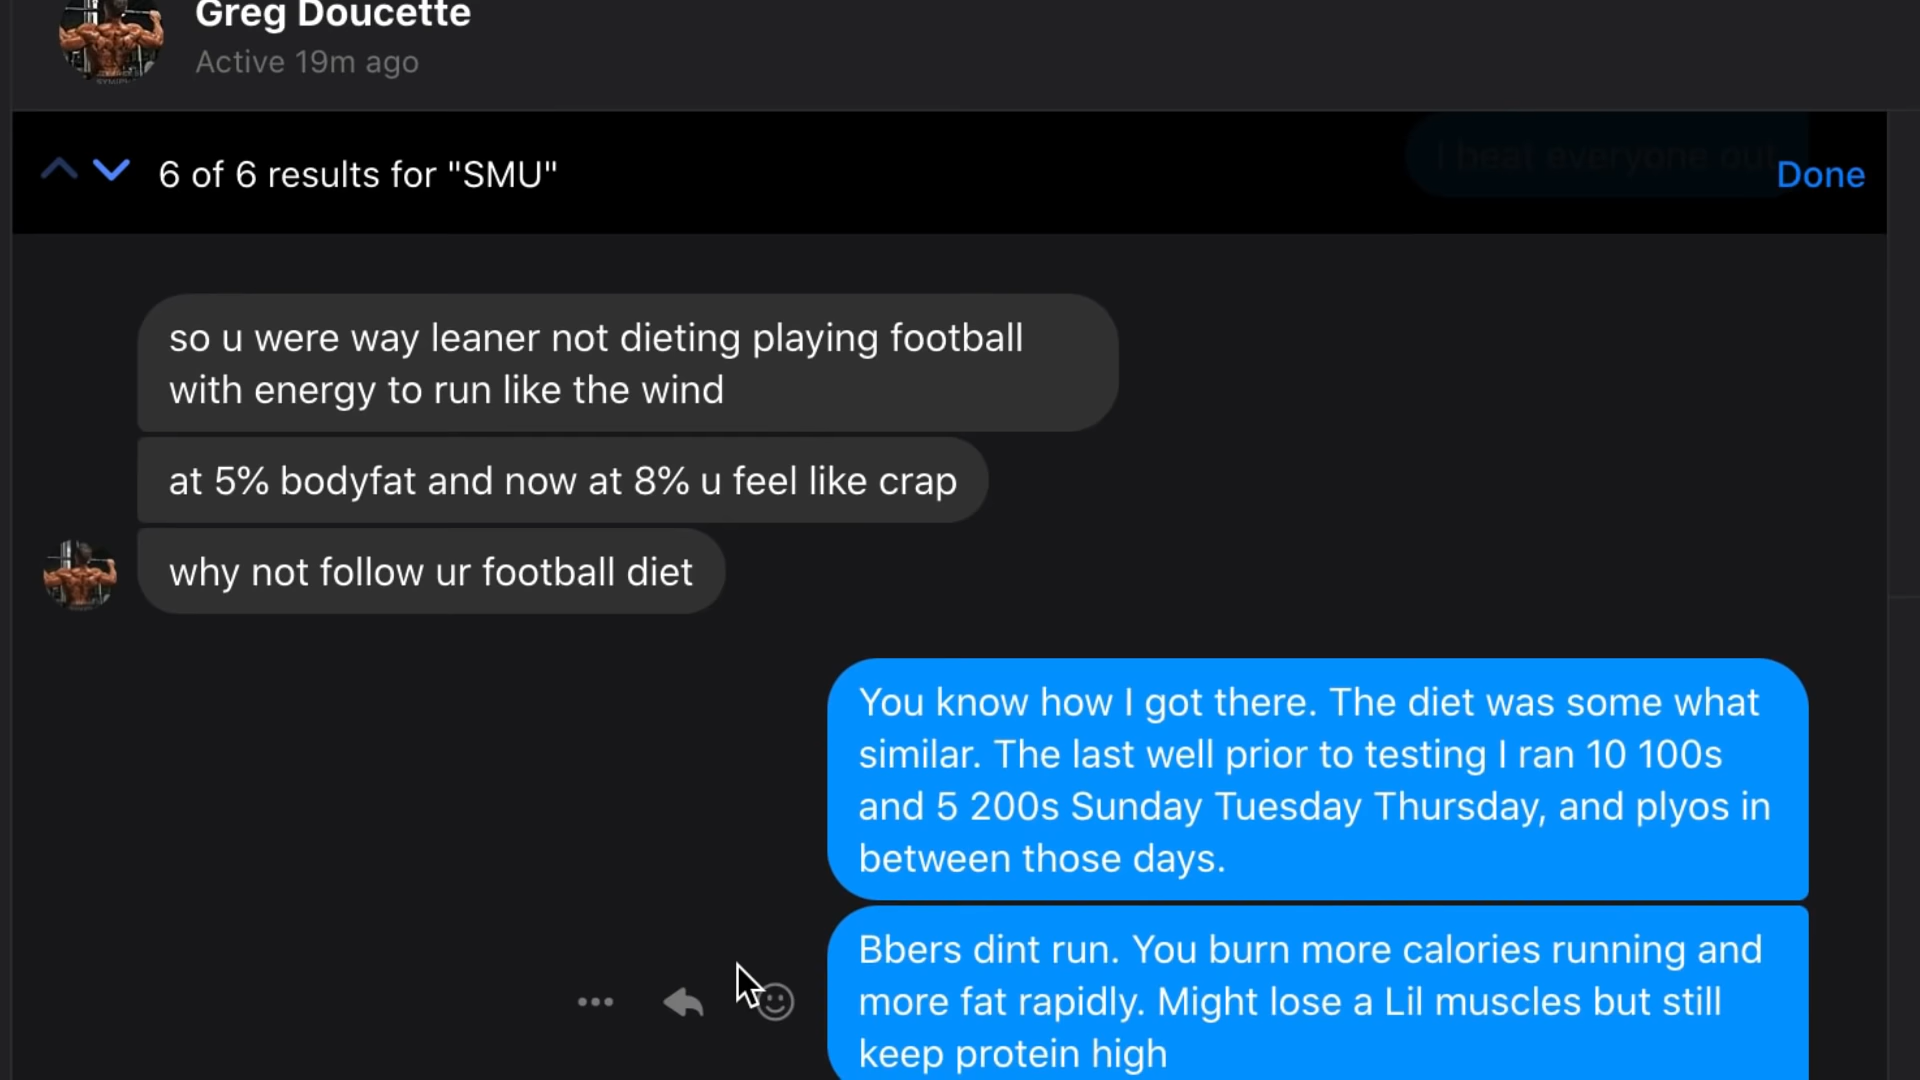 Greg Doucette
Active 19m ago
6 of 6 results for "SMU"
I beat everyone out
Done
so u were way leaner not dieting playing football
with energy to run like the wind
at 5% bodyfat and now at 8% u feel like crap
why not follow ur football diet
You know how I got there. The diet was some what
similar. The last well prior to testing I ran 10 100s
and 5 200s Sunday Tuesday Thursday, and plyos in
between those days.
Bbers dint run. You burn more calories running and
more fat rapidly. Might lose a Lil muscles but still
keep protein high